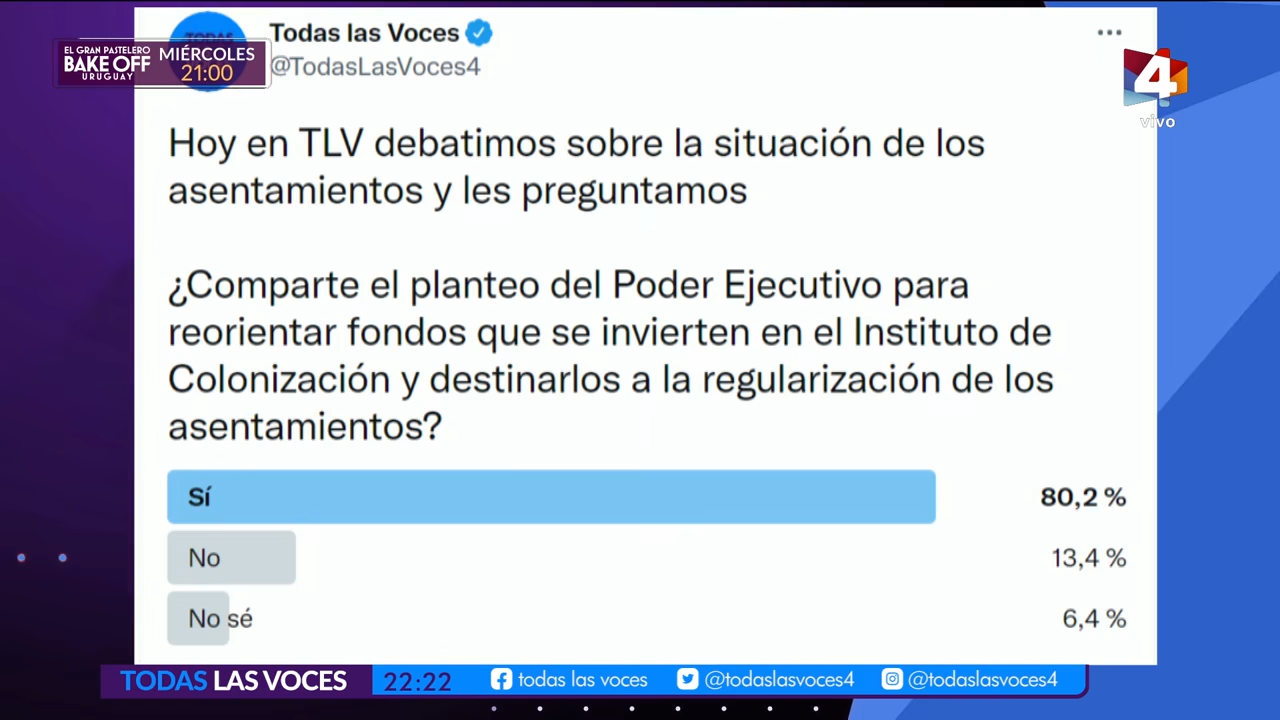 Todas las Voces
@TodasLasVoces4
TODAS
EL GRAN PASTELERO
BAKE OFF
URUGUAY
MIÉRCOLES
21:00
4
vivo
Hoy en TLV debatimos sobre la situación de los
asentamientos y les preguntamos
¿Comparte el planteo del Poder Ejecutivo para
reorientar fondos que se invierten en el Instituto de
Colonización y destinarlos a la regularización de los
asentamientos?
Sí 80,2 %
No 13,4 %
No sé 6,4 %
TODAS LAS VOCES 22:22 todas las voces @todaslasvoces4 @todaslasvoces4